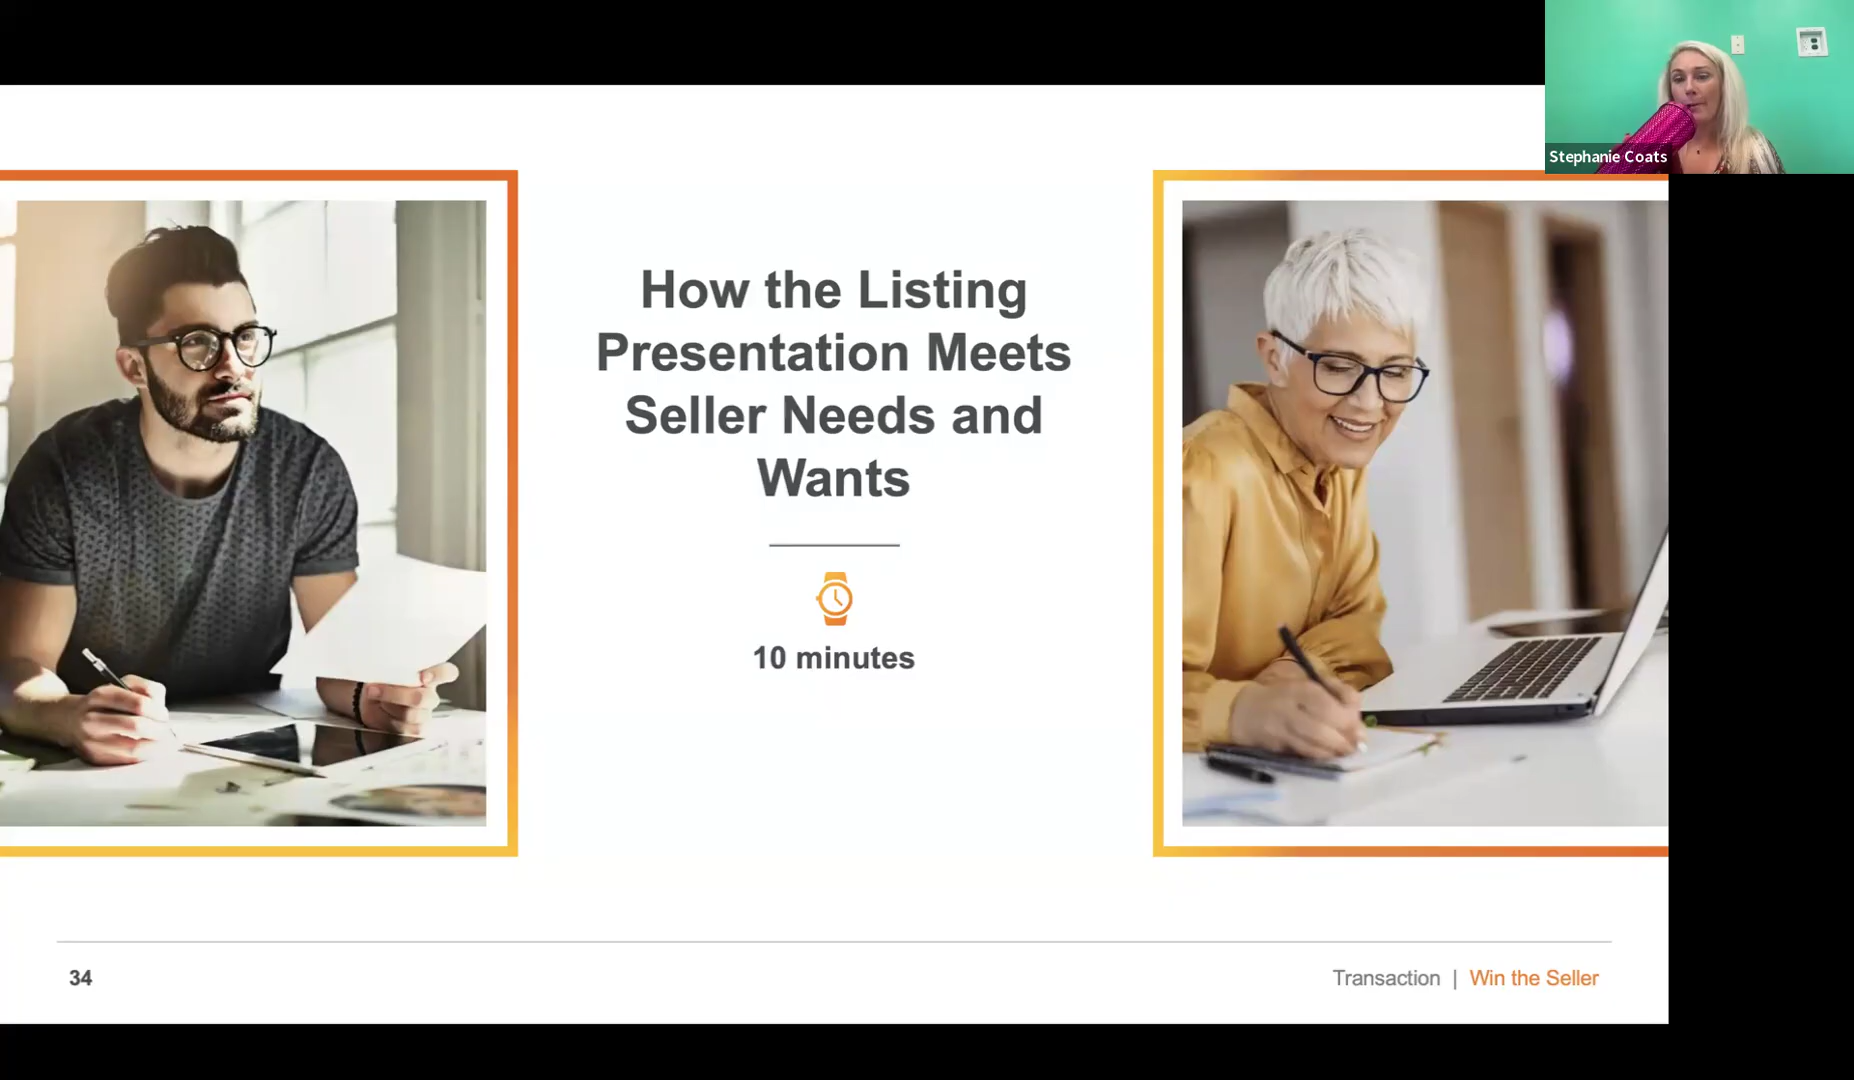 Stephanie Coats
How the Listing
Presentation Meets
Seller Needs and
Wants
10 minutes
34
Transaction | Win the Seller